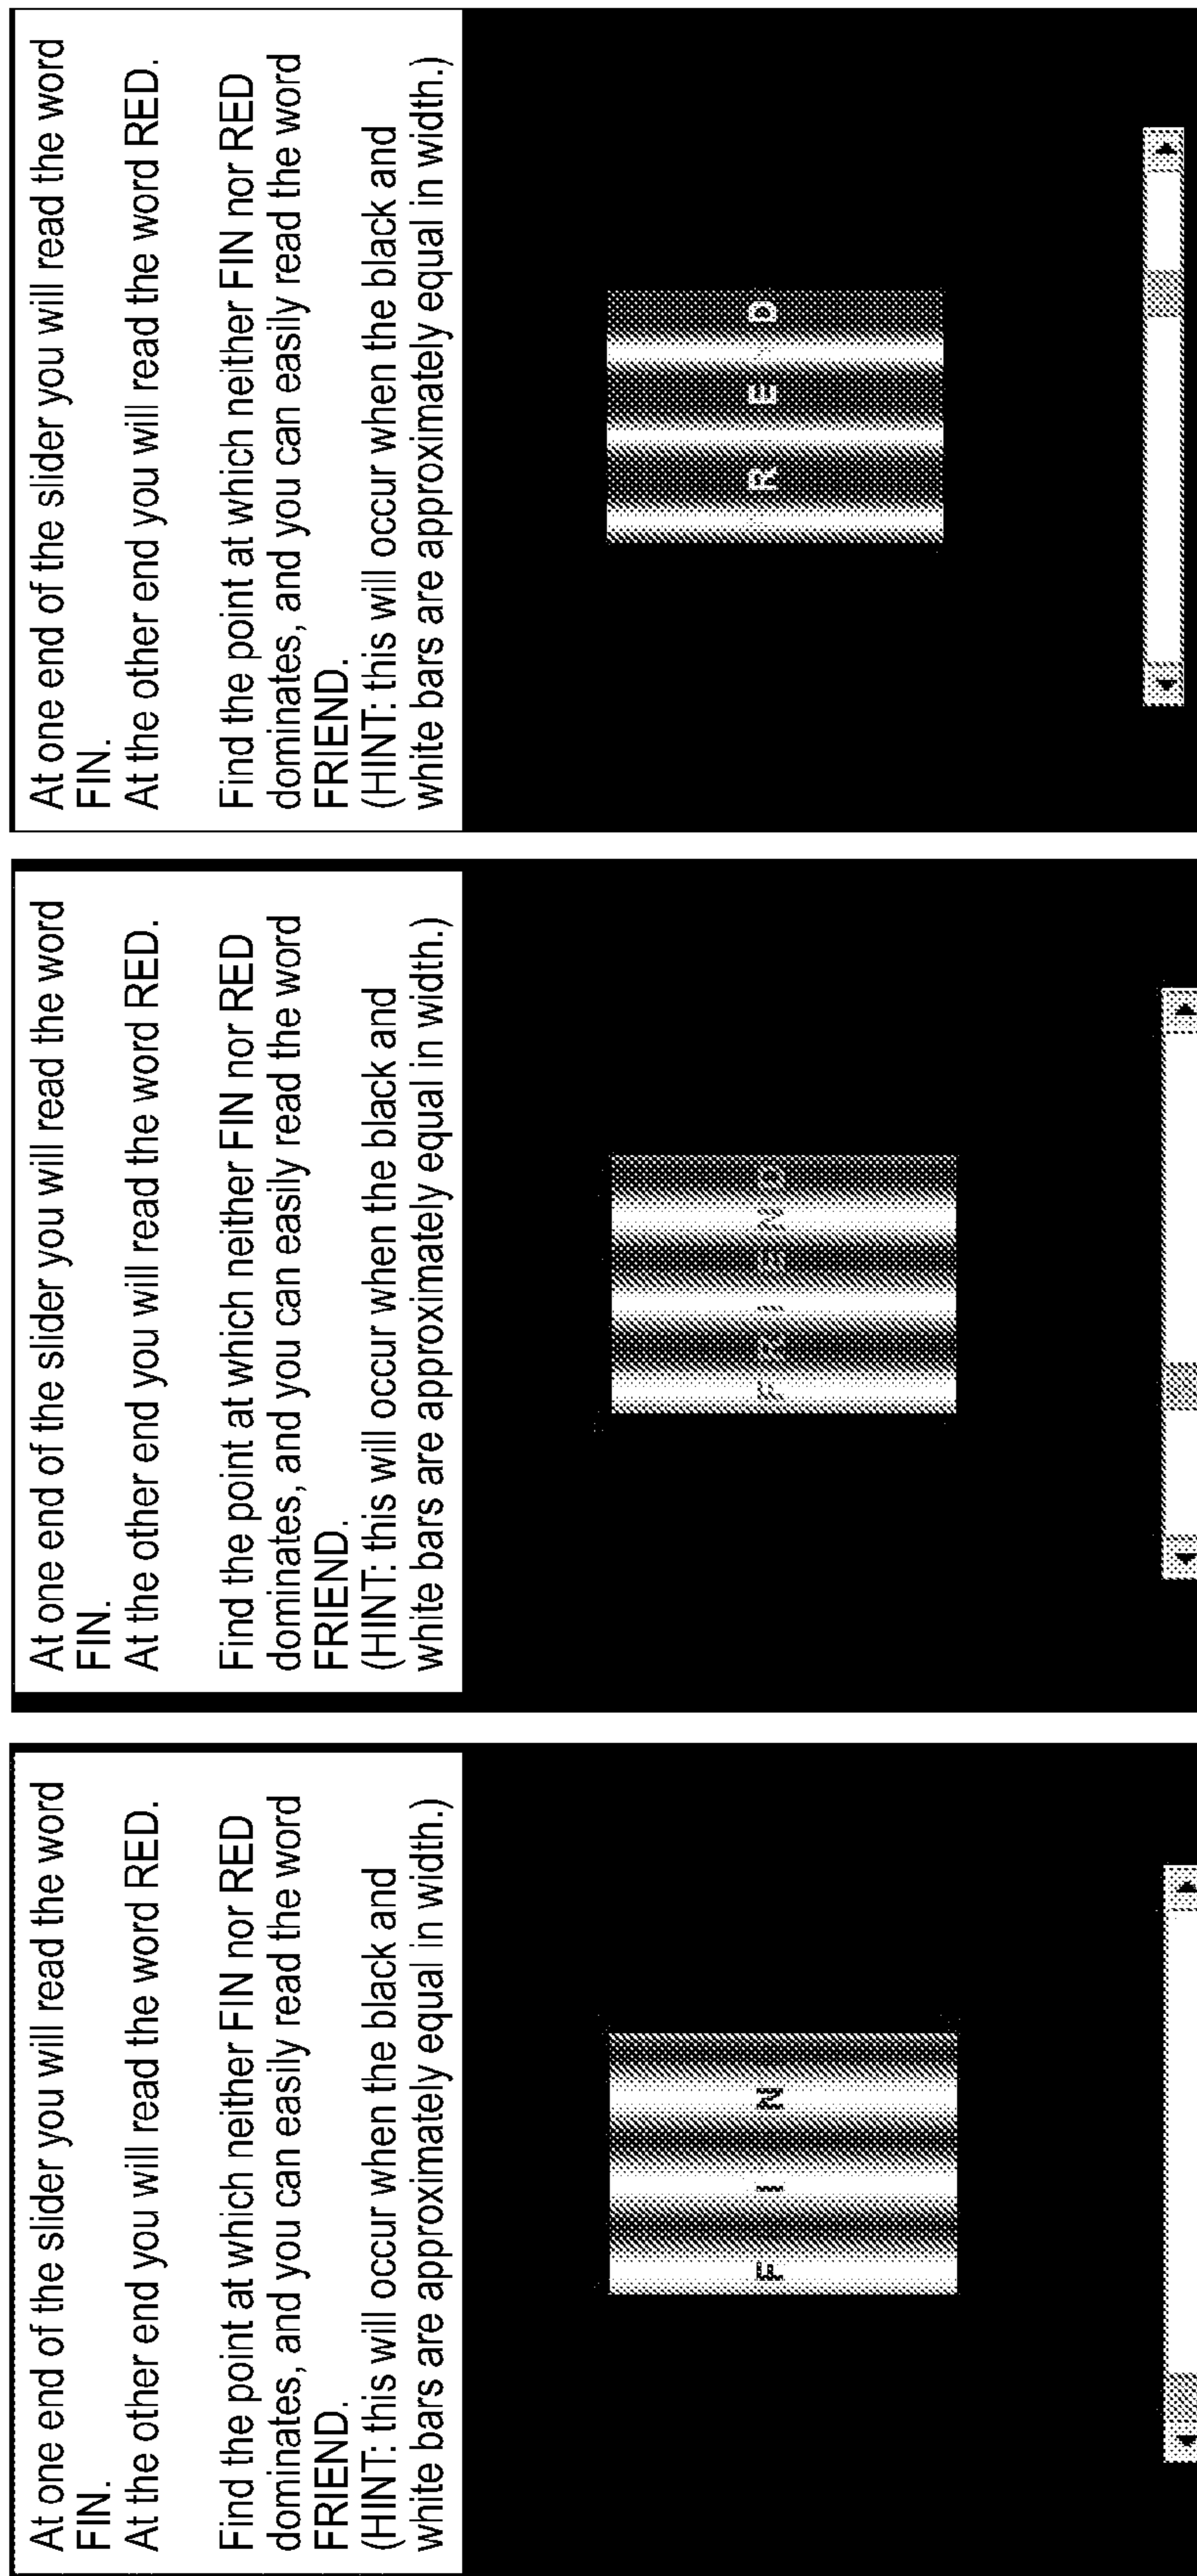 At one end of the slider you will read the word
FIN.
At the other end you will read the word RED.
Find the point at which neither FIN nor RED
dominates, and you can easily read the word
FRIEND.
(HINT: this will occur when the black and
white bars are approximately equal in width.)
F I N
At one end of the slider you will read the word
FIN.
At the other end you will read the word RED.
Find the point at which neither FIN nor RED
dominates, and you can easily read the word
FRIEND.
(HINT: this will occur when the black and
white bars are approximately equal in width.)
F R I E N D
At one end of the slider you will read the word
FIN.
At the other end you will read the word RED.
Find the point at which neither FIN nor RED
dominates, and you can easily read the word
FRIEND.
(HINT: this will occur when the black and
white bars are approximately equal in width.)
R E D